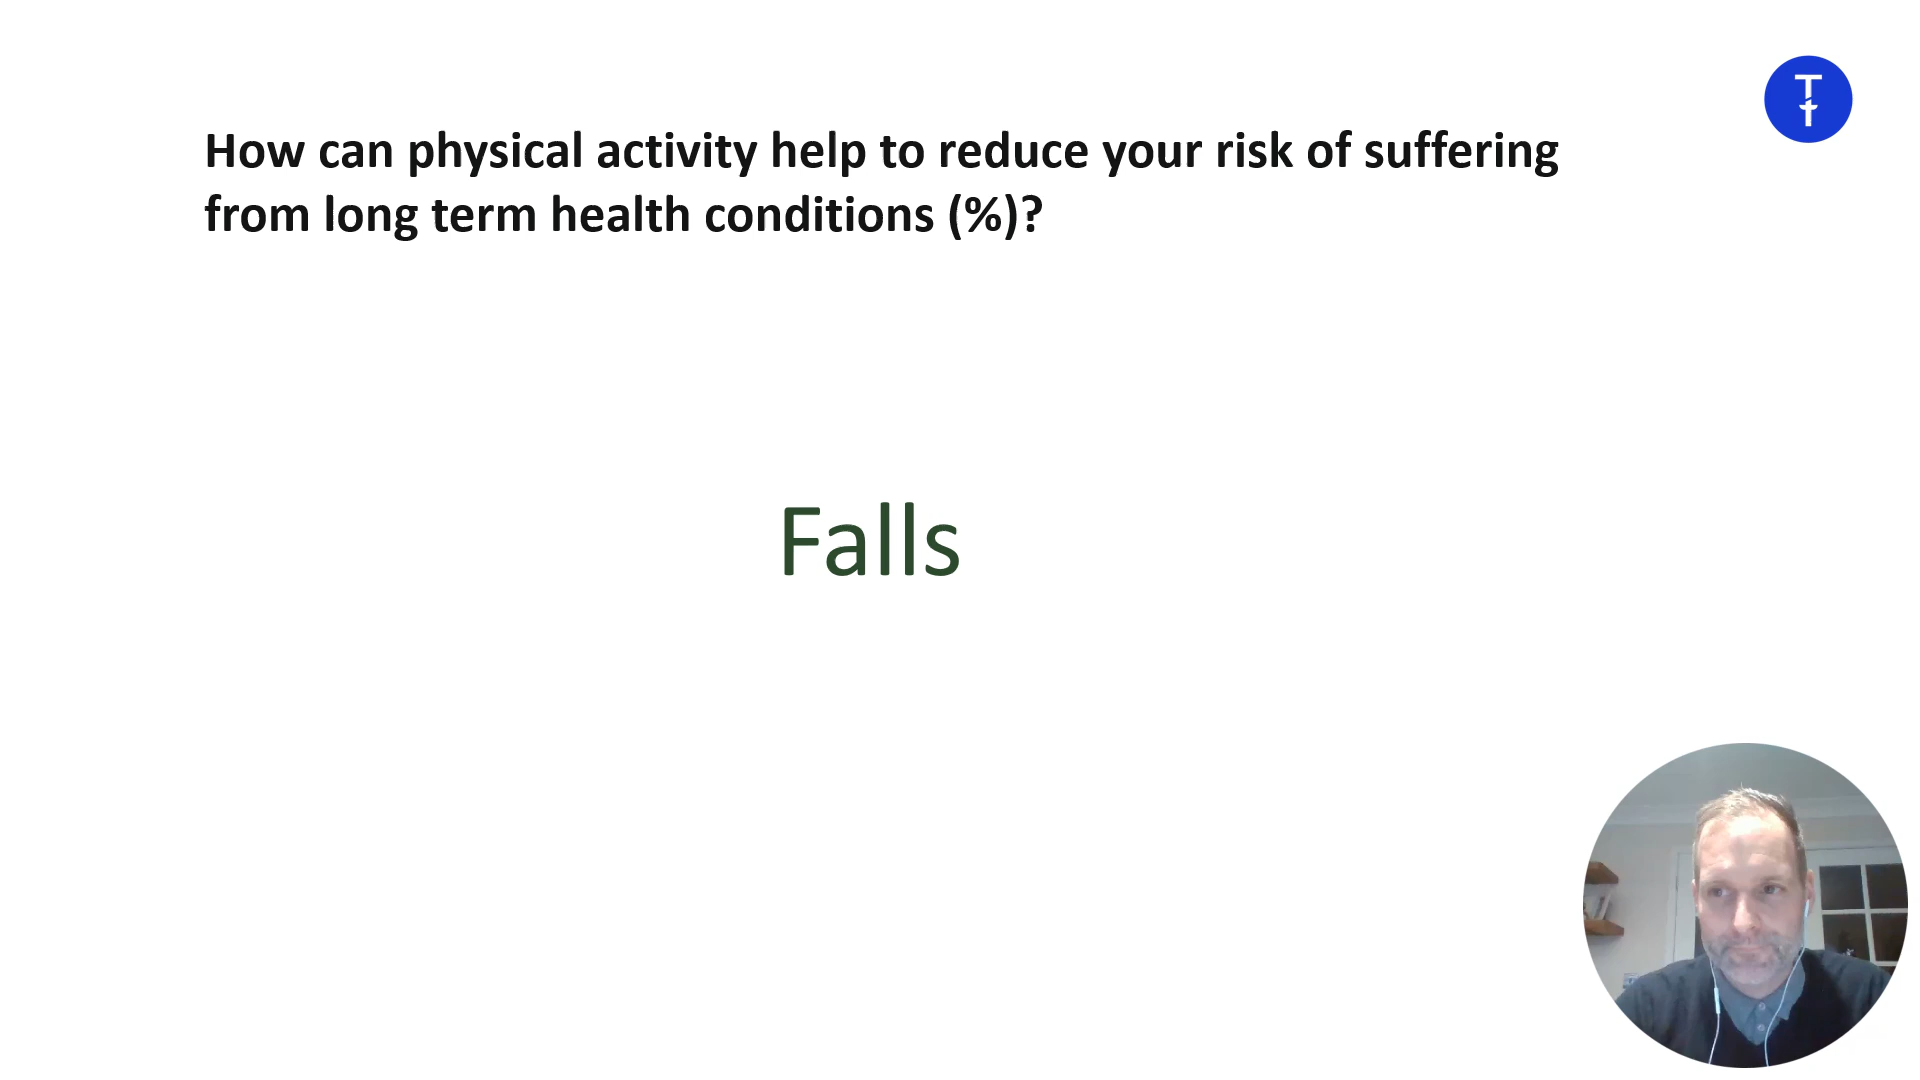 How can physical activity help to reduce your risk of suffering
from long term health conditions (%)?
Falls